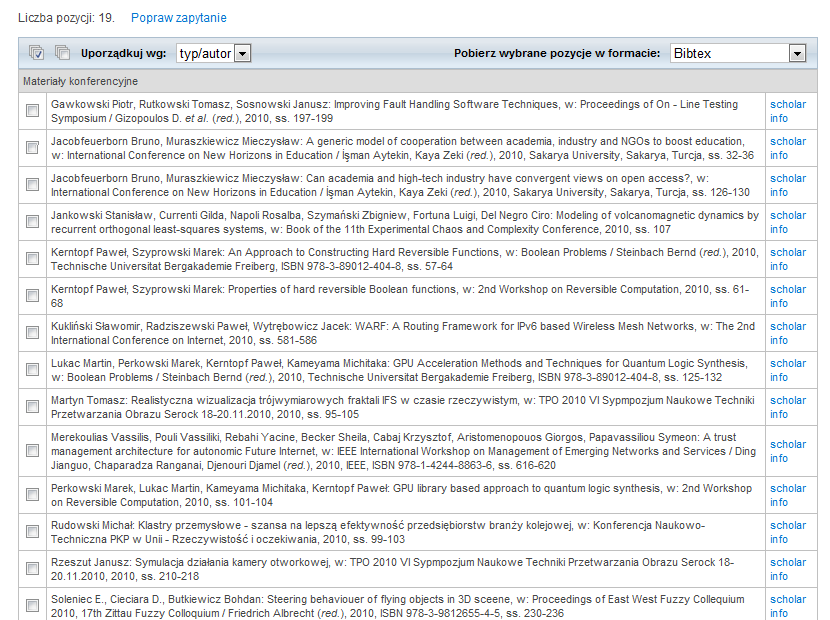 Liczba pozycji: 19. Popraw zapytanie
Uporządkuj wg: typ/autor Pobierz wybrane pozycje w formacie: Bibtex
Materiały konferencyjne
Gawkowski Piotr, Rutkowski Tomasz, Sosnowski Janusz: Improving Fault Handling Software Techniques, w: Proceedings of On - Line Testing scholar
Symposium / Gizopoulos D. et al. (red.), 2010, ss. 197-199 info
Jacobfeuerborn Bruno, Muraszkiewicz Mieczysław: A generic model of cooperation between academia, industry and NGOs to boost education, scholar
w: International Conference on New Horizons in Education / İşman Aytekin, Kaya Zeki (red.), 2010, Sakarya University, Sakarya, Turcja, ss. 32-36 info
Jacobfeuerborn Bruno, Muraszkiewicz Mieczysław: Can academia and high-tech industry have convergent views on open access?, w: scholar
International Conference on New Horizons in Education / İşman Aytekin, Kaya Zeki (red.), 2010, Sakarya University, Sakarya, Turcja, ss. 126-130 info
Jankowski Stanisław, Currenti Gilda, Napoli Rosalba, Szymański Zbigniew, Fortuna Luigi, Del Negro Ciro: Modeling of volcanomagnetic dynamics by scholar
recurrent orthogonal least-squares systems, w: Book of the 11th Experimental Chaos and Complexity Conference, 2010, ss. 107 info
Kerntopf Paweł, Szyprowski Marek: An Approach to Constructing Hard Reversible Functions, w: Boolean Problems / Steinbach Bernd (red.), 2010, scholar
Technische Universitat Bergakademie Freiberg, ISBN 978-3-89012-404-8, ss. 57-64 info
Kerntopf Paweł, Szyprowski Marek: Properties of hard reversible Boolean functions, w: 2nd Workshop on Reversible Computation, 2010, ss. 61- scholar
68 info
Kukliński Sławomir, Radziszewski Paweł, Wytrębowicz Jacek: WARF: A Routing Framework for IPv6 based Wireless Mesh Networks, w: The 2nd scholar
International Conference on Internet, 2010, ss. 581-586 info
Lukac Martin, Perkowski Marek, Kerntopf Paweł, Kameyama Michitaka: GPU Acceleration Methods and Techniques for Quantum Logic Synthesis, scholar
w: Boolean Problems / Steinbach Bernd (red.), 2010, Technische Universitat Bergakademie Freiberg, ISBN 978-3-89012-404-8, ss. 125-132 info
Martyn Tomasz: Realistyczna wizualizacja trójwymiarowych fraktali IFS w czasie rzeczywistym, w: TPO 2010 VI Sypmpozjum Naukowe Techniki scholar
Przetwarzania Obrazu Serock 18-20.11.2010, 2010, ss. 95-105 info
Merekoulias Vassilis, Pouli Vassiliki, Rebahi Yacine, Becker Sheila, Cabaj Krzysztof, Aristomenopouos Giorgos, Papavassiliou Symeon: A trust
management architecture for autonomic Future Internet, w: IEEE International Workshop on Management of Emerging Networks and Services / Ding scholar
Jianguo, Chaparadza Ranganai, Djenouri Djamel (red.), 2010, IEEE, ISBN 978-1-4244-8863-6, ss. 616-620 info
Perkowski Marek, Lukac Martin, Kameyama Michitaka, Kerntopf Paweł: GPU library based approach to quantum logic synthesis, w: 2nd Workshop scholar
on Reversible Computation, 2010, ss. 101-104 info
Rudowski Michał: Klastry przemysłowe - szansa na lepszą efektywność przedsiębiorstw branży kolejowej, w: Konferencja Naukowo- scholar
Techniczna PKP w Unii - Rzeczywistość i oczekiwania, 2010, ss. 99-103 info
Rzeszut Janusz: Symulacja działania kamery otworkowej, w: TPO 2010 VI Sypmpozjum Naukowe Techniki Przetwarzania Obrazu Serock 18- scholar
20.11.2010, 2010, ss. 210-218 info
Soleniec E., Cieciara D., Butkiewicz Bohdan: Steering behaviouer of flying objects in 3D sceene, w: Proceedings of East West Fuzzy Collequium scholar
2010, 17th Zittau Fuzzy Colloquium / Friedrich Albrecht (red.), 2010, ISBN 978-3-9812655-4-5, ss. 230-236 info